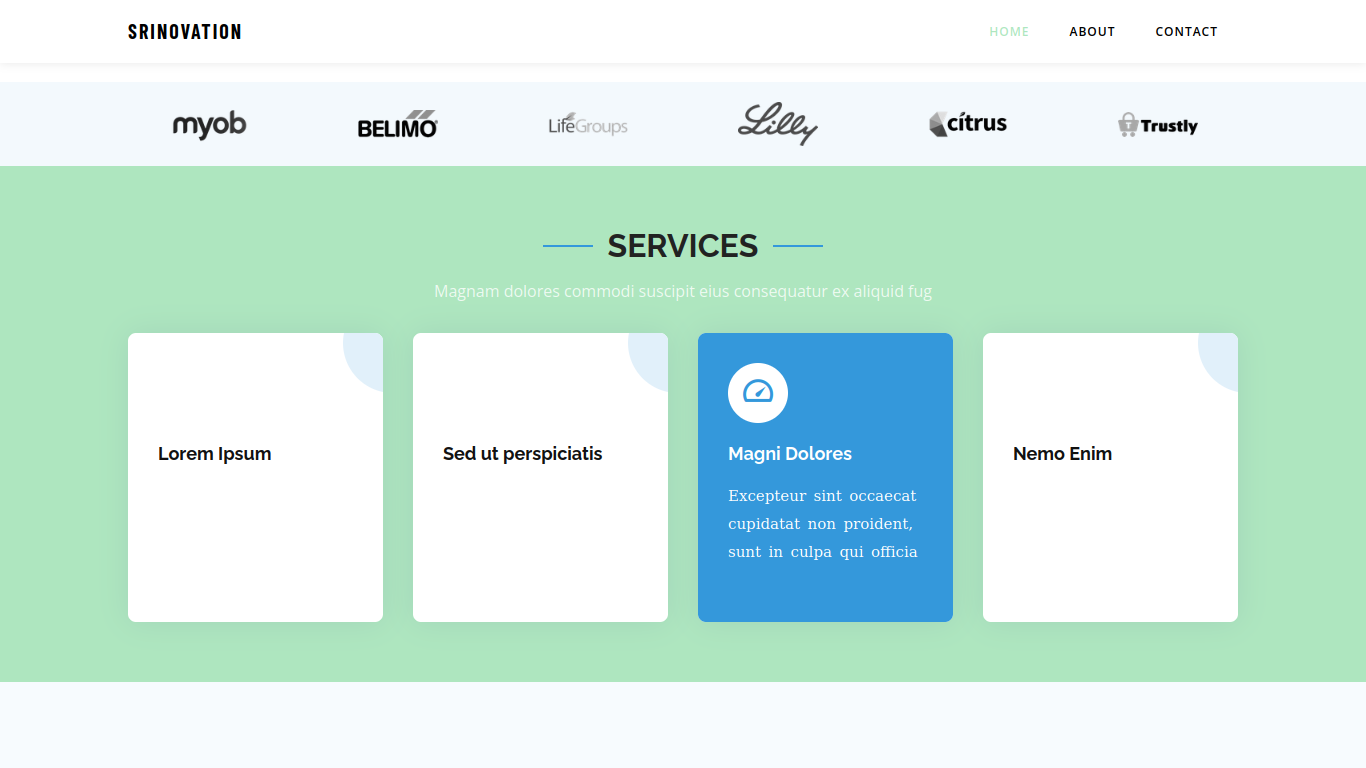 SRINOVATION
HOME ABOUT CONTACT
myob BELIMO LifeGroups Lilly citrus Trustly
SERVICES
Magnam dolores commodi suscipit eius consequatur ex aliquid fug
Lorem Ipsum
Sed ut perspiciatis
Magni Dolores
Excepteur sint occaecat
cupidatat non proident,
sunt in culpa qui officia
Nemo Enim